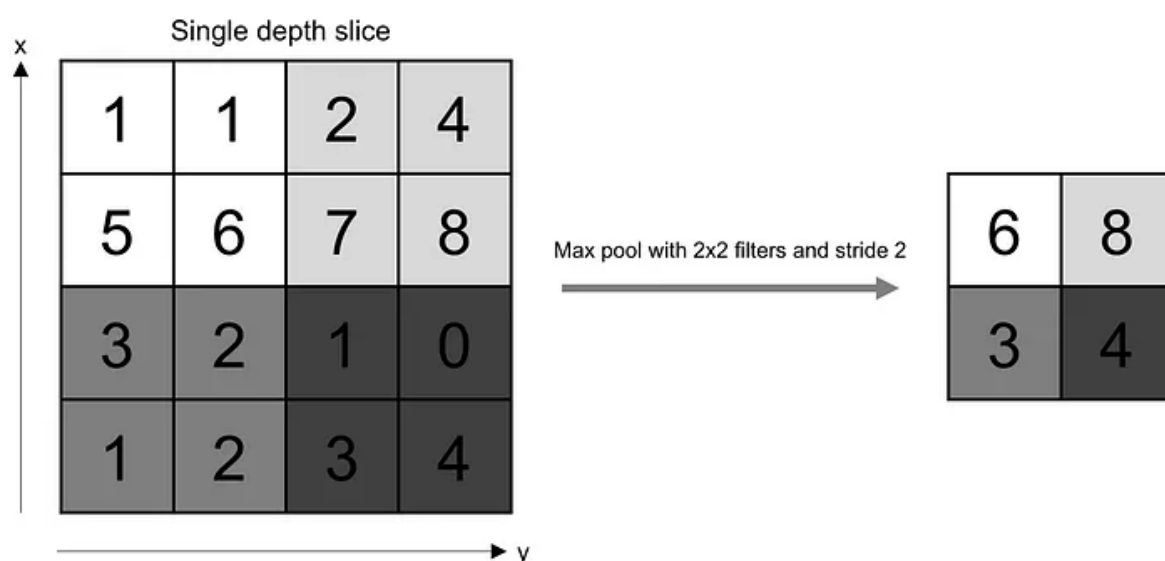 Single depth slice
x
1 1 2 4
5 6 7 8
Max pool with 2x2 filters and stride 2
6 8
3 2 1 0
3 4
1 2 3 4
y